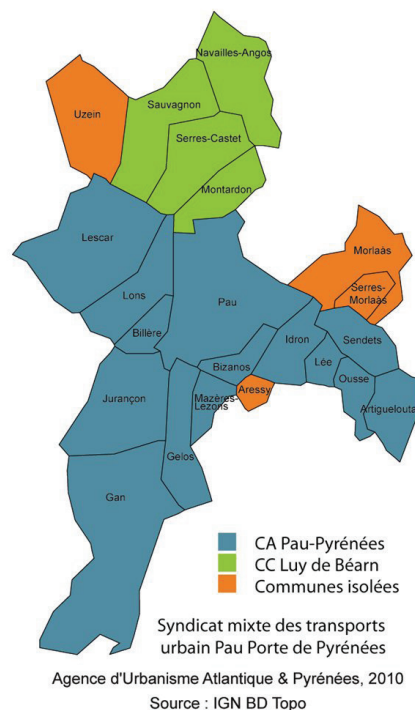 Navailles-Angos
Uzein
Sauvagnon
Serres-Castet
Montardon
Lescar
Morlaàs
Serres-
Morlaàs
Lons
Pau
Billère
Idron
Sendets
Bizanos
Lée
Ousse
Aressy
Jurançon
Mazères-
Lezons
Artigueloutan
Gelos
Gan
CA Pau-Pyrénées
CC Luy de Béarn
Communes isolées
Syndicat mixte des transports
urbain Pau Porte de Pyrénées
Agence d'Urbanisme Atlantique & Pyrénées, 2010
Source : IGN BD Topo